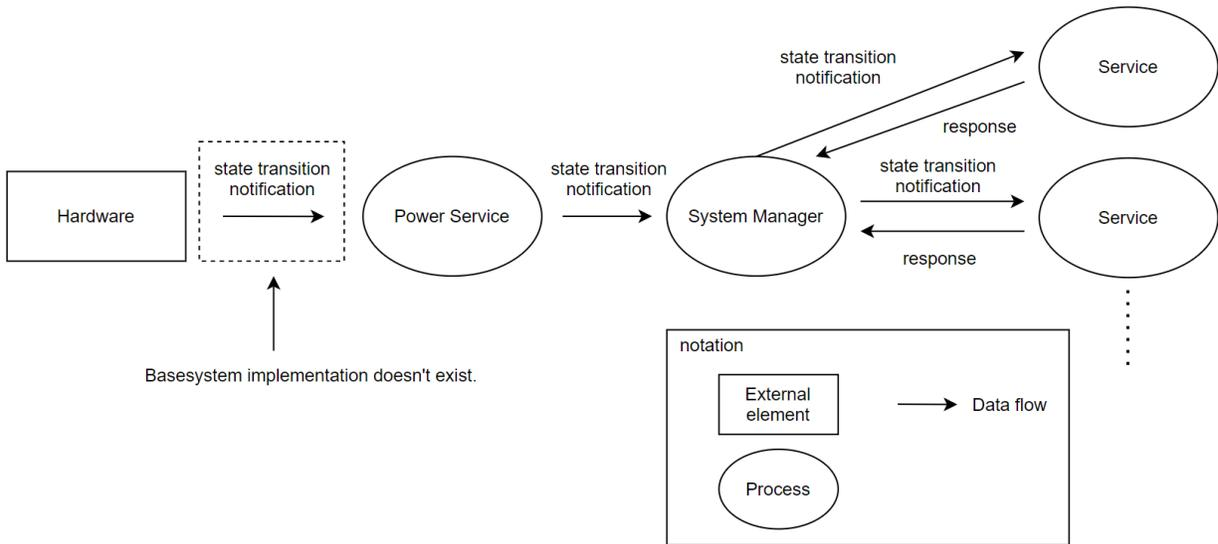 state transition
notification
Service
response
state transition
notification
Hardware
Power Service
state transition
notification
System Manager
state transition
notification
Service
response
Basesystem implementation doesn't exist.
notation
External
element
Data flow
Process